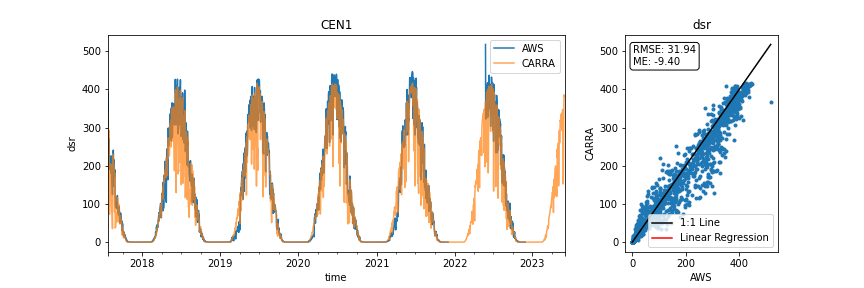 CEN1
dsr
500
400
300
200
100
0
dsr
2018
2019
2020
2021
2022
2023
time
AWS
CARRA
dsr
RMSE: 31.94
ME: -9.40
500
400
300
200
100
0
CARRA
0
200
400
AWS
1:1 Line
Linear Regression